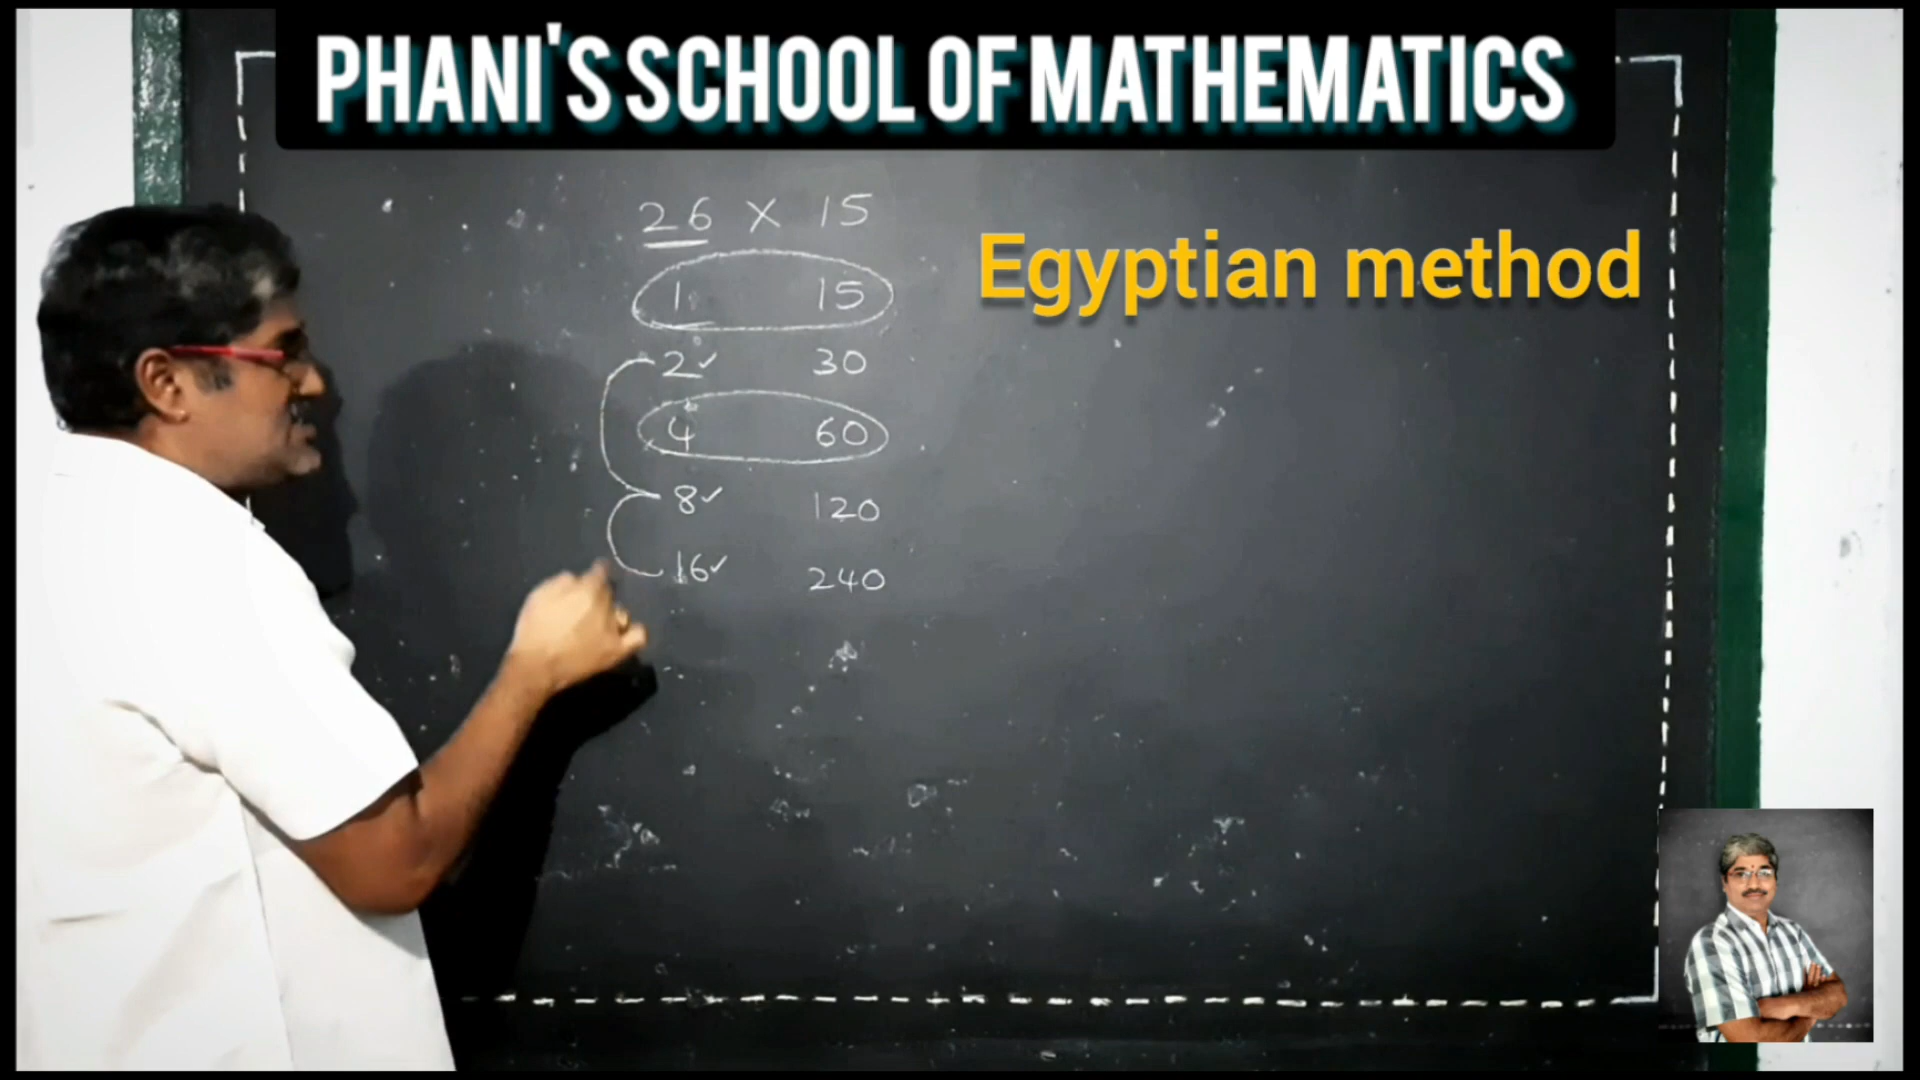 PHANI'S SCHOOL OF MATHEMATICS
26 X 15
Egyptian method
1 15
2✓ 30
4 60
8✓ 120
16✓ 240